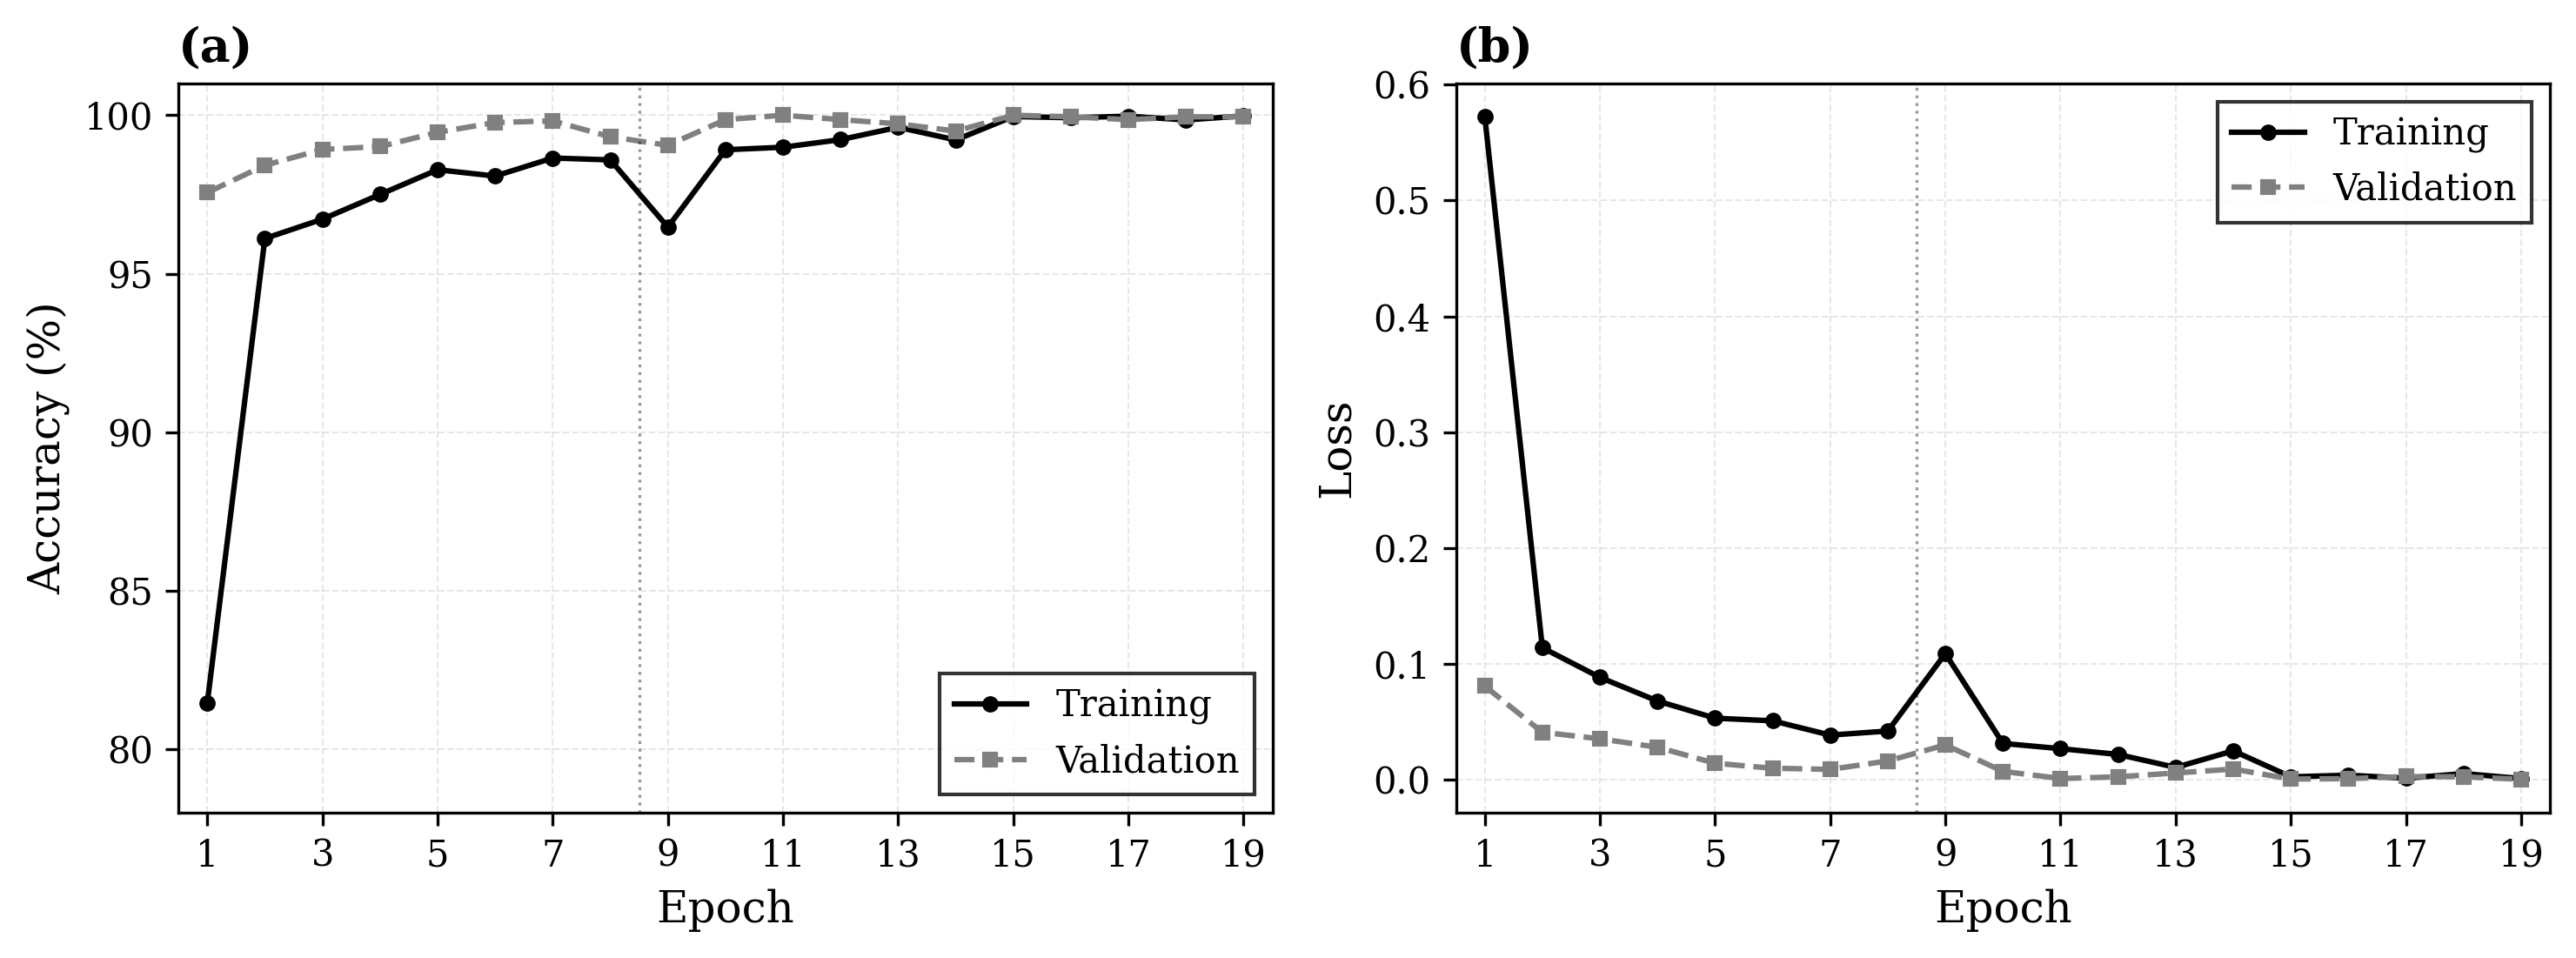 (a)
100
95
90
85
80
Accuracy (%)
Training
Validation
1 3 5 7 9 11 13 15 17 19
Epoch
(b)
0.6
0.5
0.4
0.3
0.2
0.1
0.0
Loss
Training
Validation
1 3 5 7 9 11 13 15 17 19
Epoch